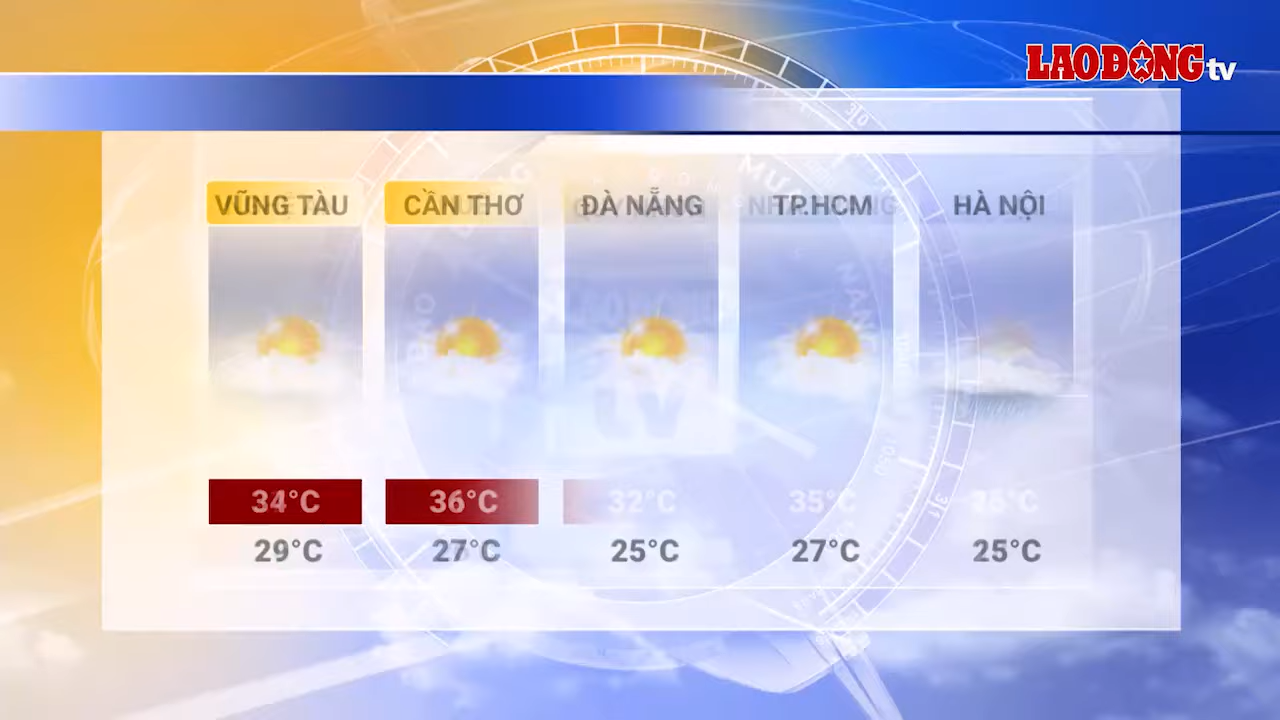 LAO ĐỘNG tv
VŨNG TÀU CẦN THƠ ĐÀ NẴNG TP.HCM HÀ NỘI
34°C 36°C 32°C 35°C
29°C 27°C 25°C 27°C 25°C